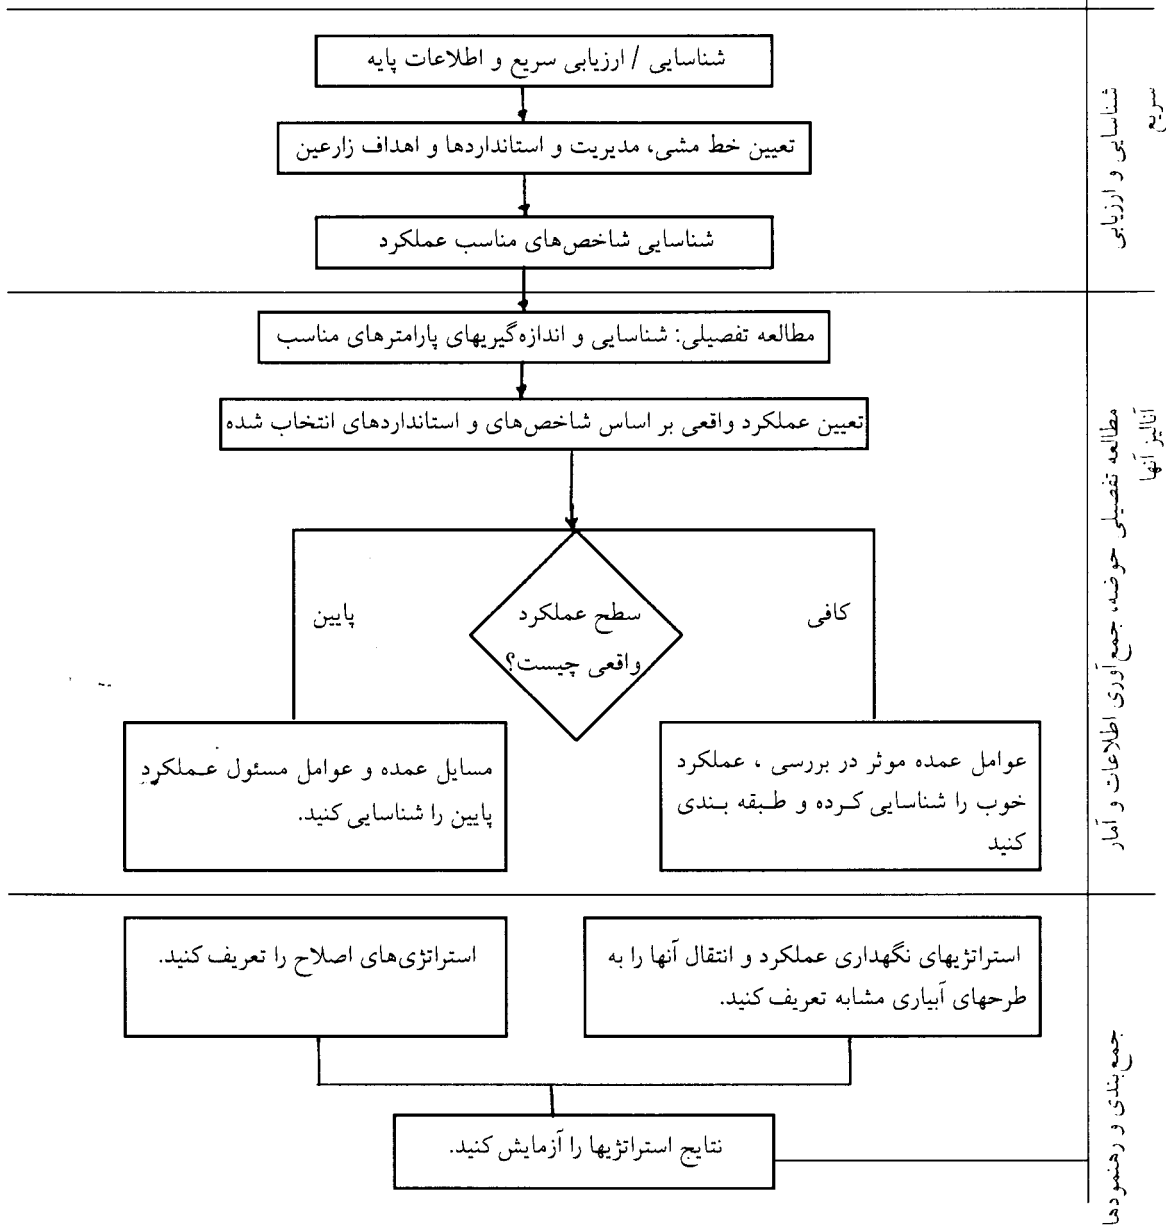 شناسایی / ارزیابی سریع و اطلاعات پایه
تعیین خط مشی، مدیریت و استانداردها و اهداف زارعین
شناسایی شاخص‌های مناسب عملکرد
شناسایی و ارزیابی
سریع
مطالعه تفصیلی: شناسایی و اندازه‌گیریهای پارامترهای مناسب
تعیین عملکرد واقعی بر اساس شاخص‌های و استانداردهای انتخاب شده
سطح عملکرد
واقعی چیست؟
کافی
پایین
عوامل عمده موثر در بررسی ، عملکرد
خوب را شناسایی کرده و طبقه بندی
کنید
مسایل عمده و عوامل مسئول عملکرد
پایین را شناسایی کنید.
مطالعه تفصیلی حوضه، جمع‌آوری اطلاعات و آمار
آنالیز آنها
استراتژیهای نگهداری عملکرد و انتقال آنها را به
طرحهای آبیاری مشابه تعریف کنید.
استراتژی‌های اصلاح را تعریف کنید.
نتایج استراتژیها را آزمایش کنید.
جمع‌بندی و رهنمودها